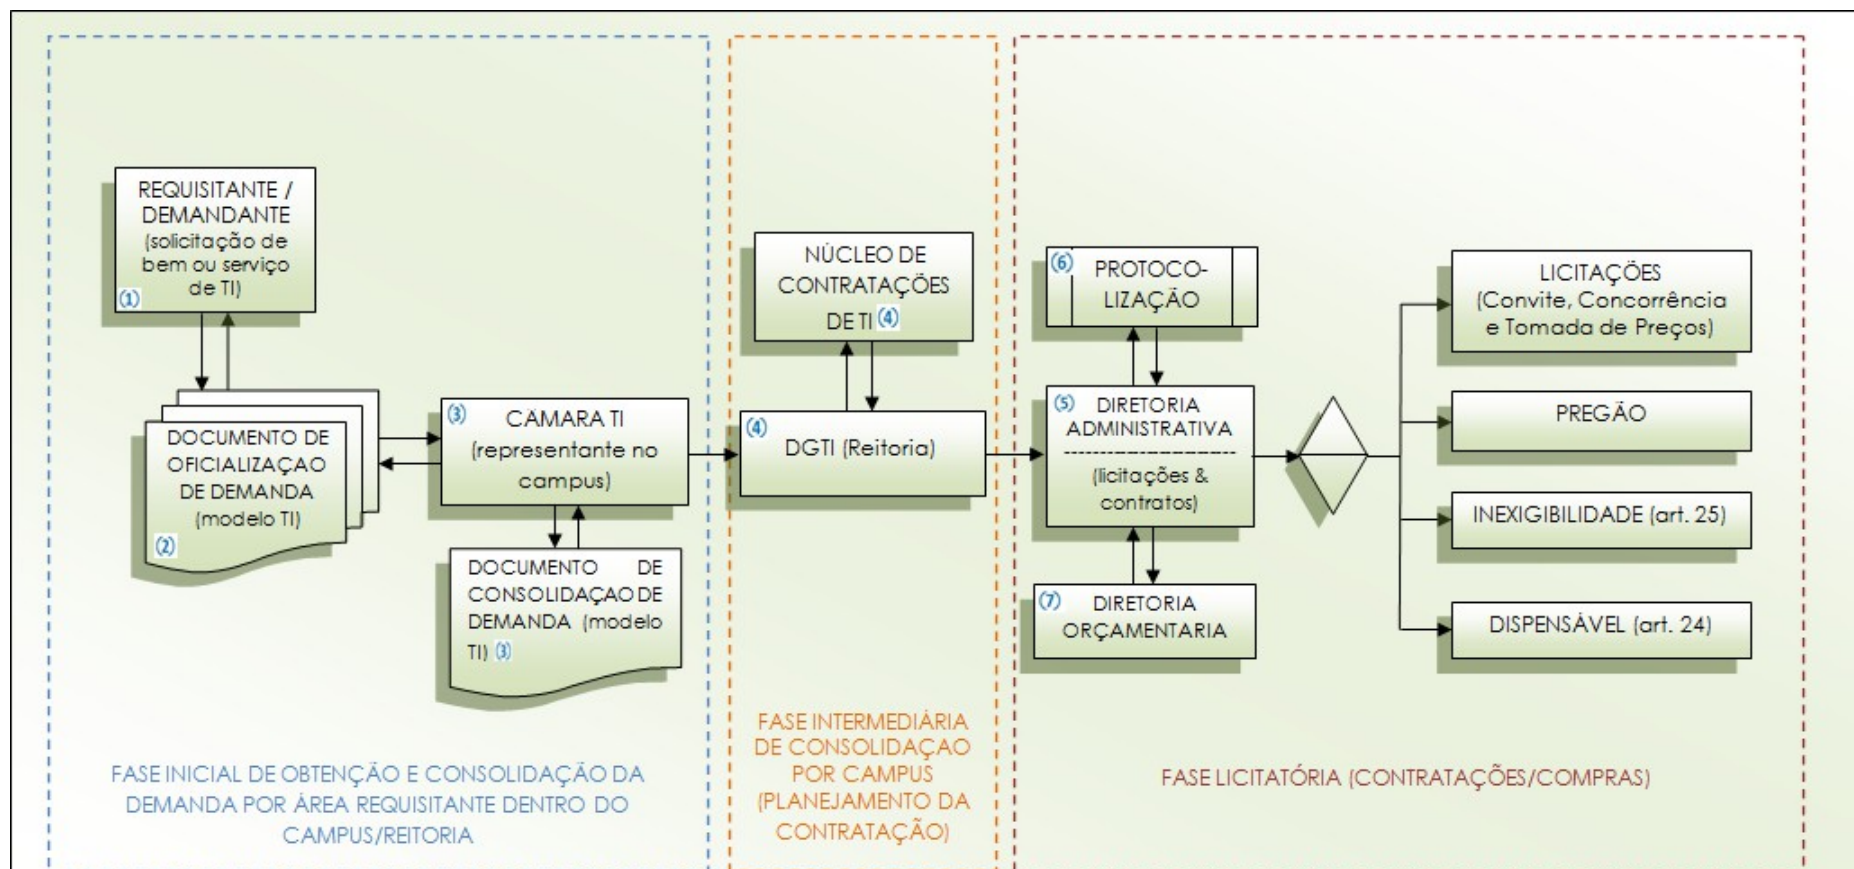 REQUISITANTE /
DEMANDANTE
(solicitação de
bem ou serviço
de TI)
(1)
DOCUMENTO DE
OFICIALIZAÇAO
DE DEMANDA
(modelo TI)
(2)
(3) CÂMARA TI
(representante no
campus)
DOCUMENTO DE
CONSOLIDAÇAO DE
DEMANDA (modelo
TI) (3)
FASE INICIAL DE OBTENÇÃO E CONSOLIDAÇÃO DA
DEMANDA POR ÁREA REQUISITANTE DENTRO DO
CAMPUS/REITORIA
NÚCLEO DE
CONTRATAÇÕES
DE TI (4)
(4)
DGTI (Reitoria)
FASE INTERMEDIÁRIA
DE CONSOLIDAÇAO
POR CAMPUS
(PLANEJAMENTO DA
CONTRATAÇÃO)
(6) PROTOCO-
LIZAÇÃO
(5) DIRETORIA
ADMINISTRATIVA
(licitações &
contratos)
(7) DIRETORIA
ORÇAMENTARIA
LICITAÇÕES
(Convite, Concorrência
e Tomada de Preços)
PREGÃO
INEXIGIBILIDADE (art. 25)
DISPENSÁVEL (art. 24)
FASE LICITATÓRIA (CONTRATAÇÕES/COMPRAS)